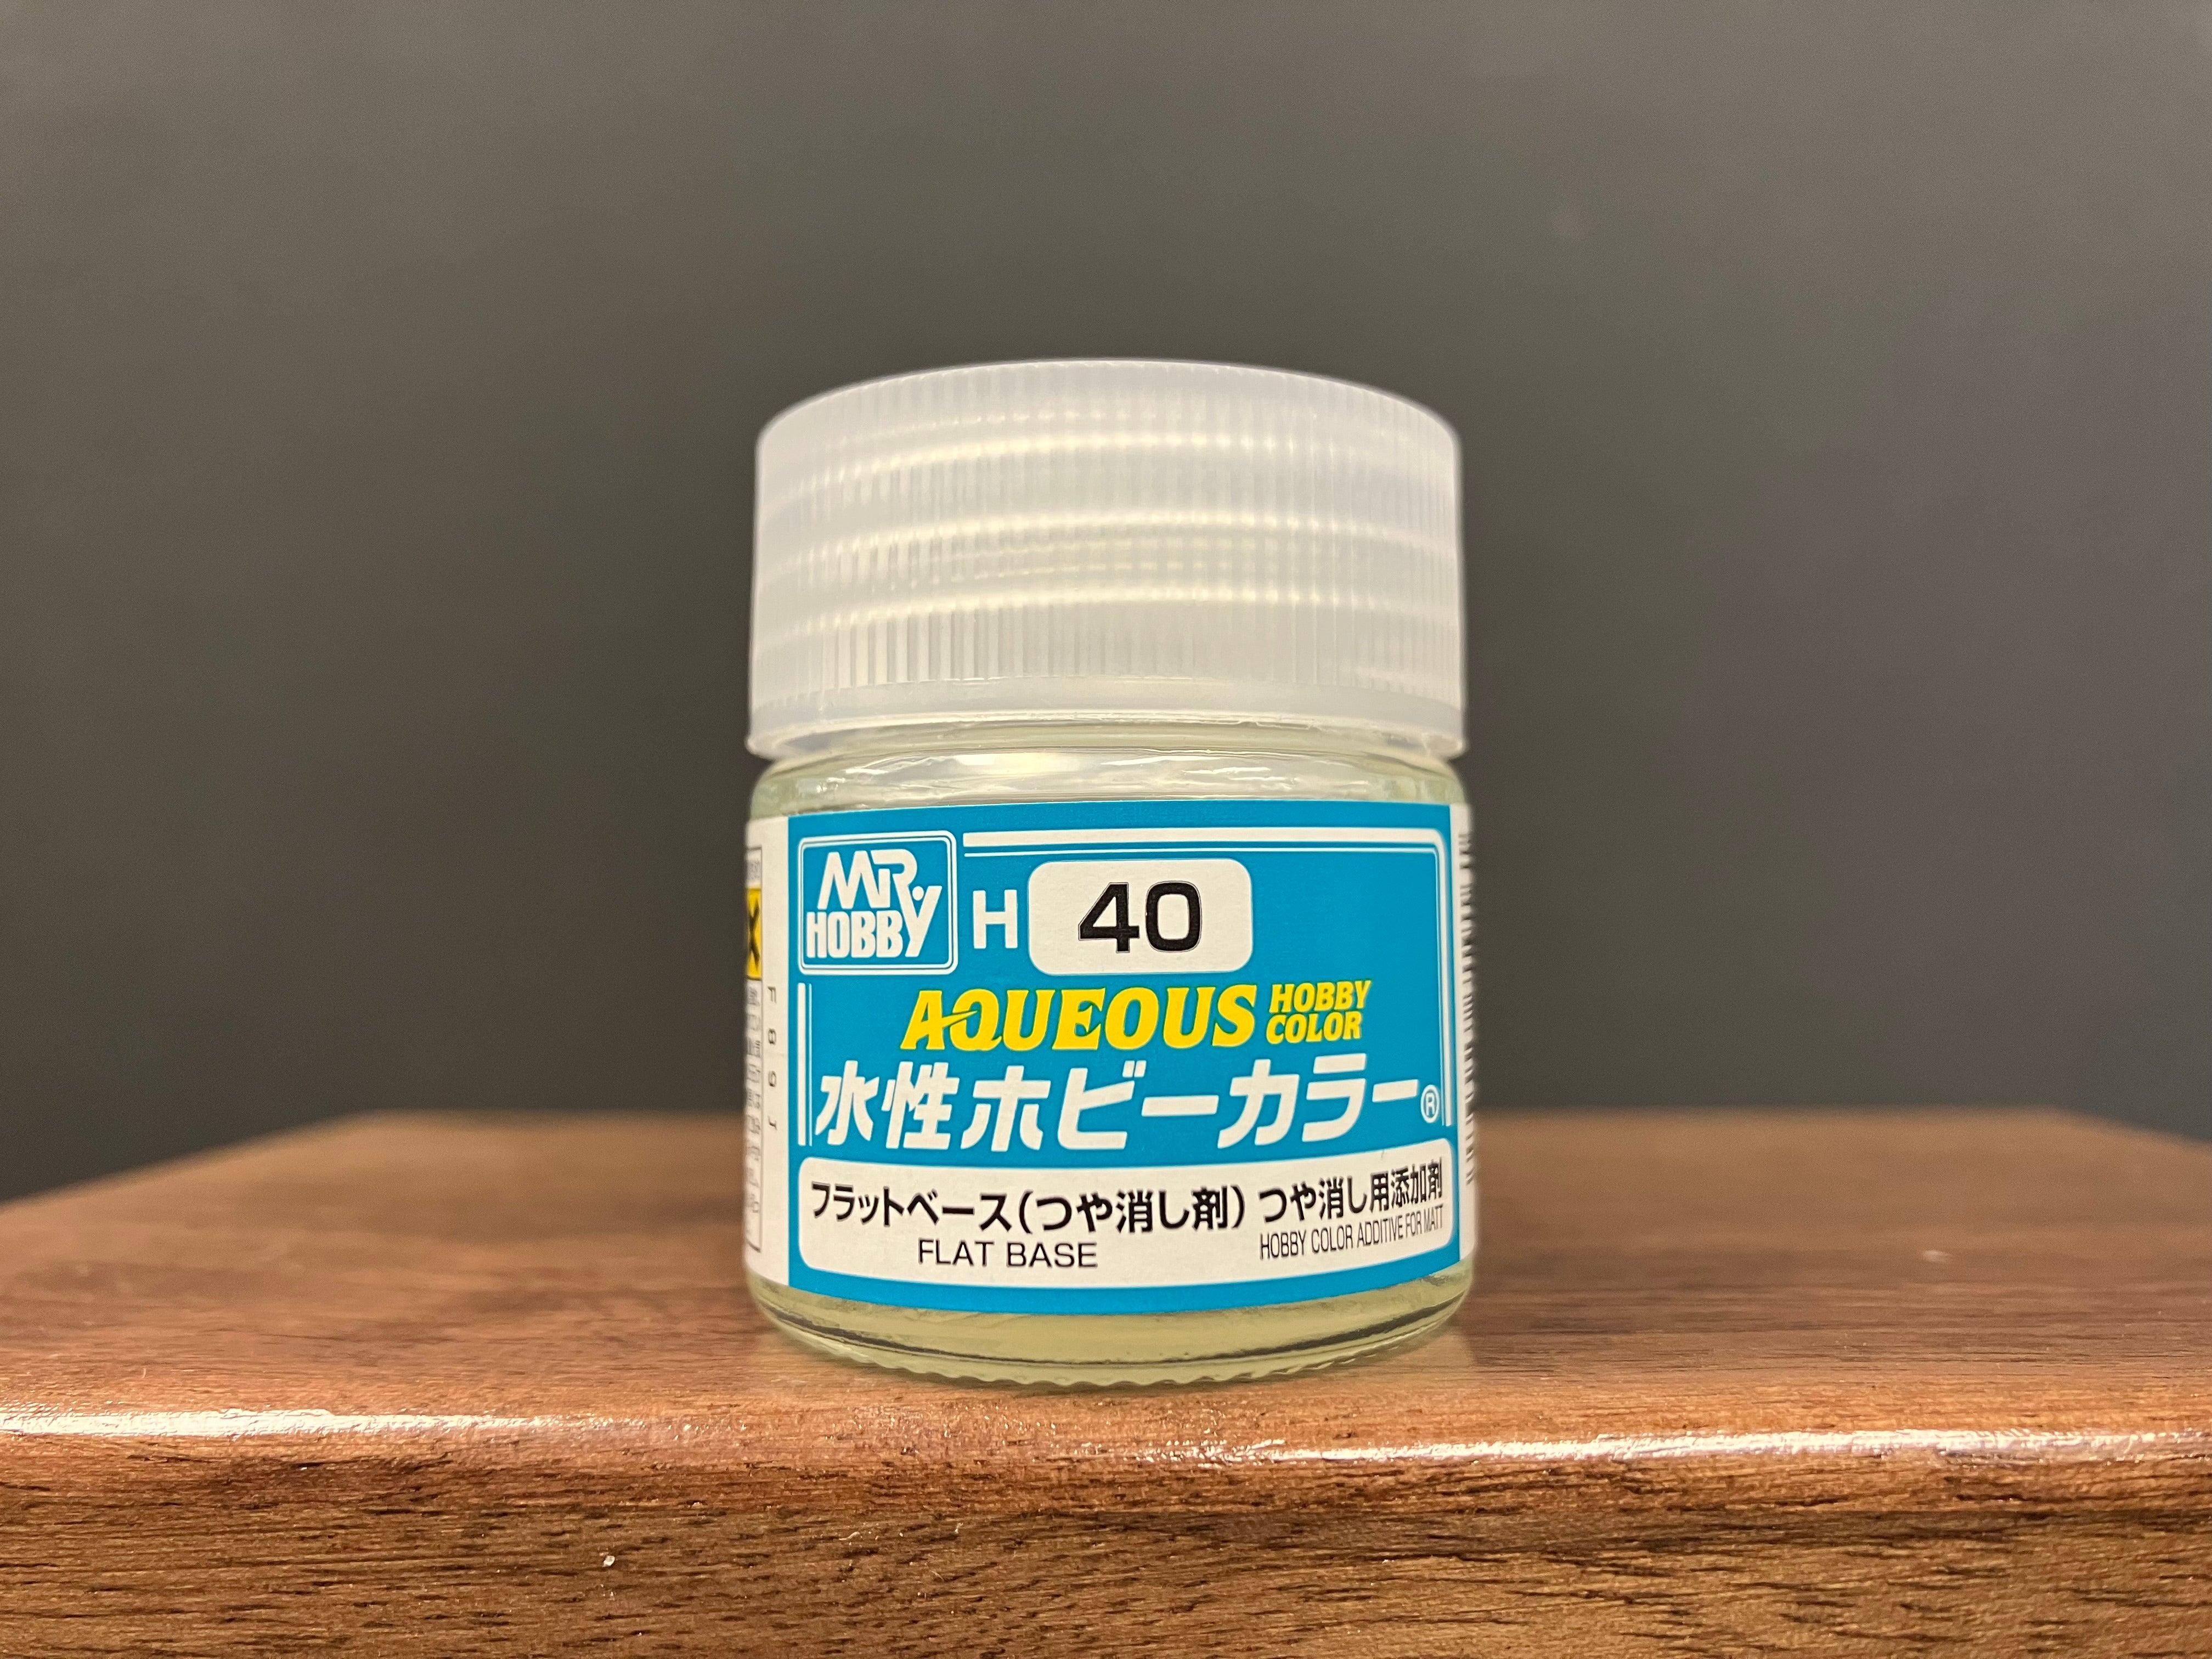 MR.HOBBY
H 40
AQUEOUS HOBBY COLOR
水性ホビーカラー®
フラットベース(つや消し剤) つや消し用添加剤
FLAT BASE HOBBY COLOR ADDITIVE FOR MATT